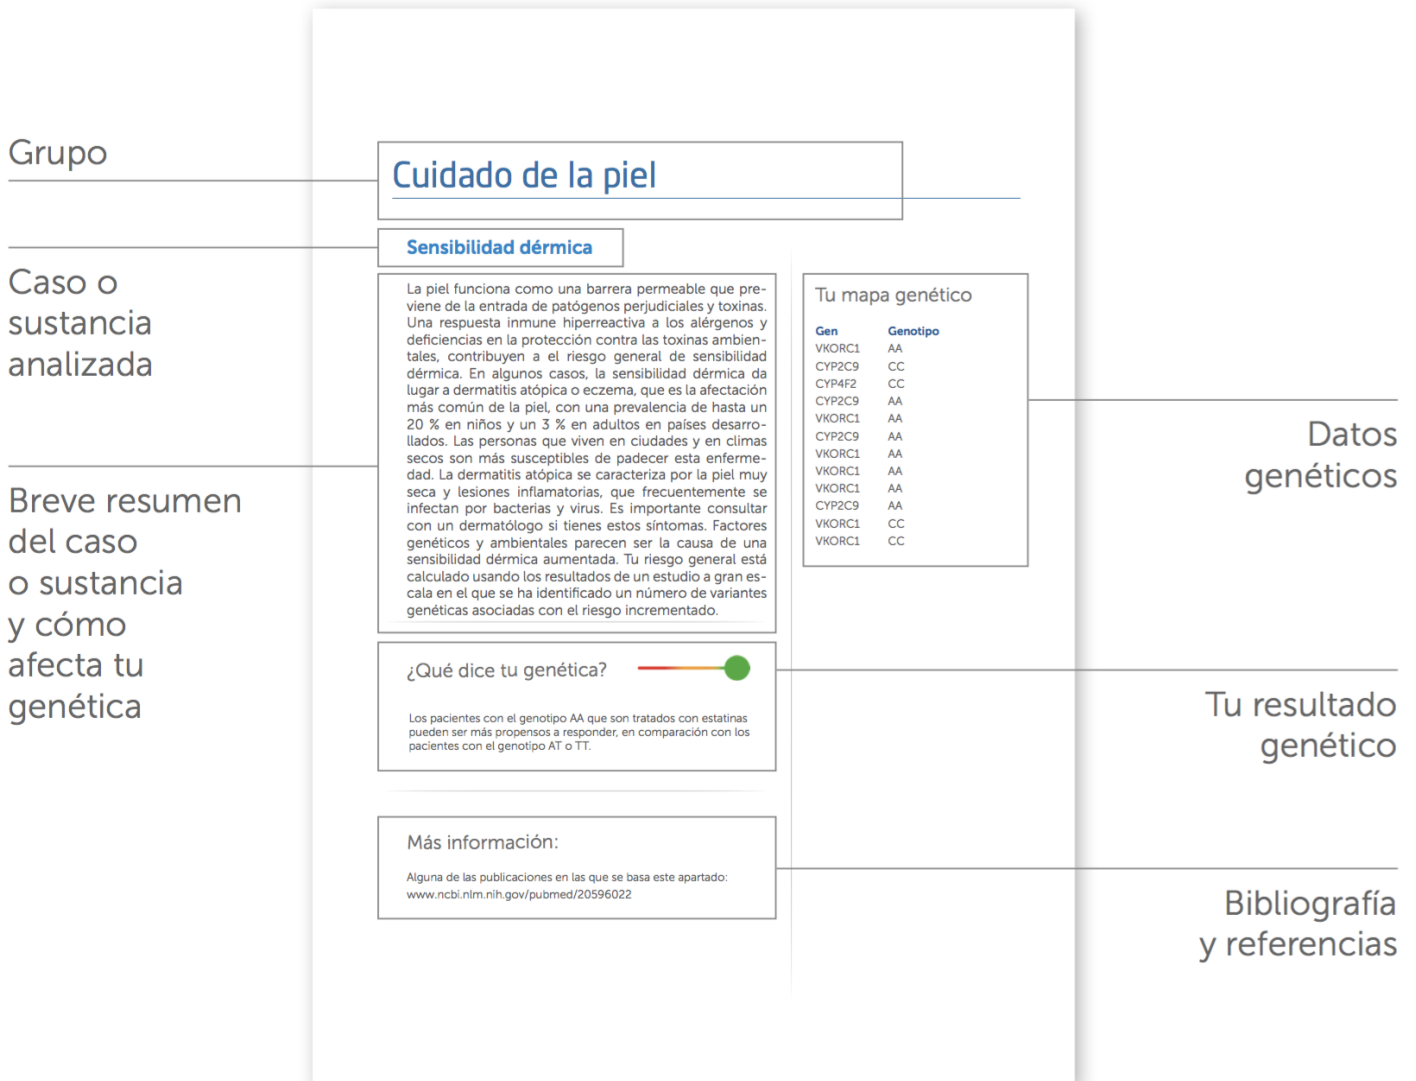 Grupo
Cuidado de la piel
Sensibilidad dérmica
Caso o
sustancia
analizada
La piel funciona como una barrera permeable que pre-
viene de la entrada de patógenos perjudiciales y toxinas.
Una respuesta inmune hiperreactiva a los alérgenos y
deficiencias en la protección contra las toxinas ambien-
tales, contribuyen a el riesgo general de sensibilidad
dérmica. En algunos casos, la sensibilidad dérmica da
lugar a dermatitis atópica o eczema, que es la afectación
más común de la piel, con una prevalencia de hasta un
20 % en niños y un 3 % en adultos en países desarro-
llados. Las personas que viven en ciudades y en climas
secos son más susceptibles de padecer esta enferme-
dad. La dermatitis atópica se caracteriza por la piel muy
seca y lesiones inflamatorias, que frecuentemente se
infectan por bacterias y virus. Es importante consultar
con un dermatólogo si tienes estos síntomas. Factores
genéticos y ambientales parecen ser la causa de una
sensibilidad dérmica aumentada. Tu riesgo general está
calculado usando los resultados de un estudio a gran es-
cala en el que se ha identificado un número de variantes
genéticas asociadas con el riesgo incrementado.
Breve resumen
del caso
o sustancia
y cómo
afecta tu
genética
Tu mapa genético
Gen Genotipo
VKORC1 AA
CYP2C9 CC
CYP4F2 CC
CYP2C9 AA
VKORC1 AA
CYP2C9 AA
VKORC1 AA
VKORC1 AA
VKORC1 AA
CYP2C9 AA
VKORC1 CC
VKORC1 CC
Datos
genéticos
¿Qué dice tu genética?
Los pacientes con el genotipo AA que son tratados con estatinas
pueden ser más propensos a responder, en comparación con los
pacientes con el genotipo AT o TT.
Tu resultado
genético
Más información:
Alguna de las publicaciones en las que se basa este apartado:
www.ncbi.nlm.nih.gov/pubmed/20596022
Bibliografía
y referencias